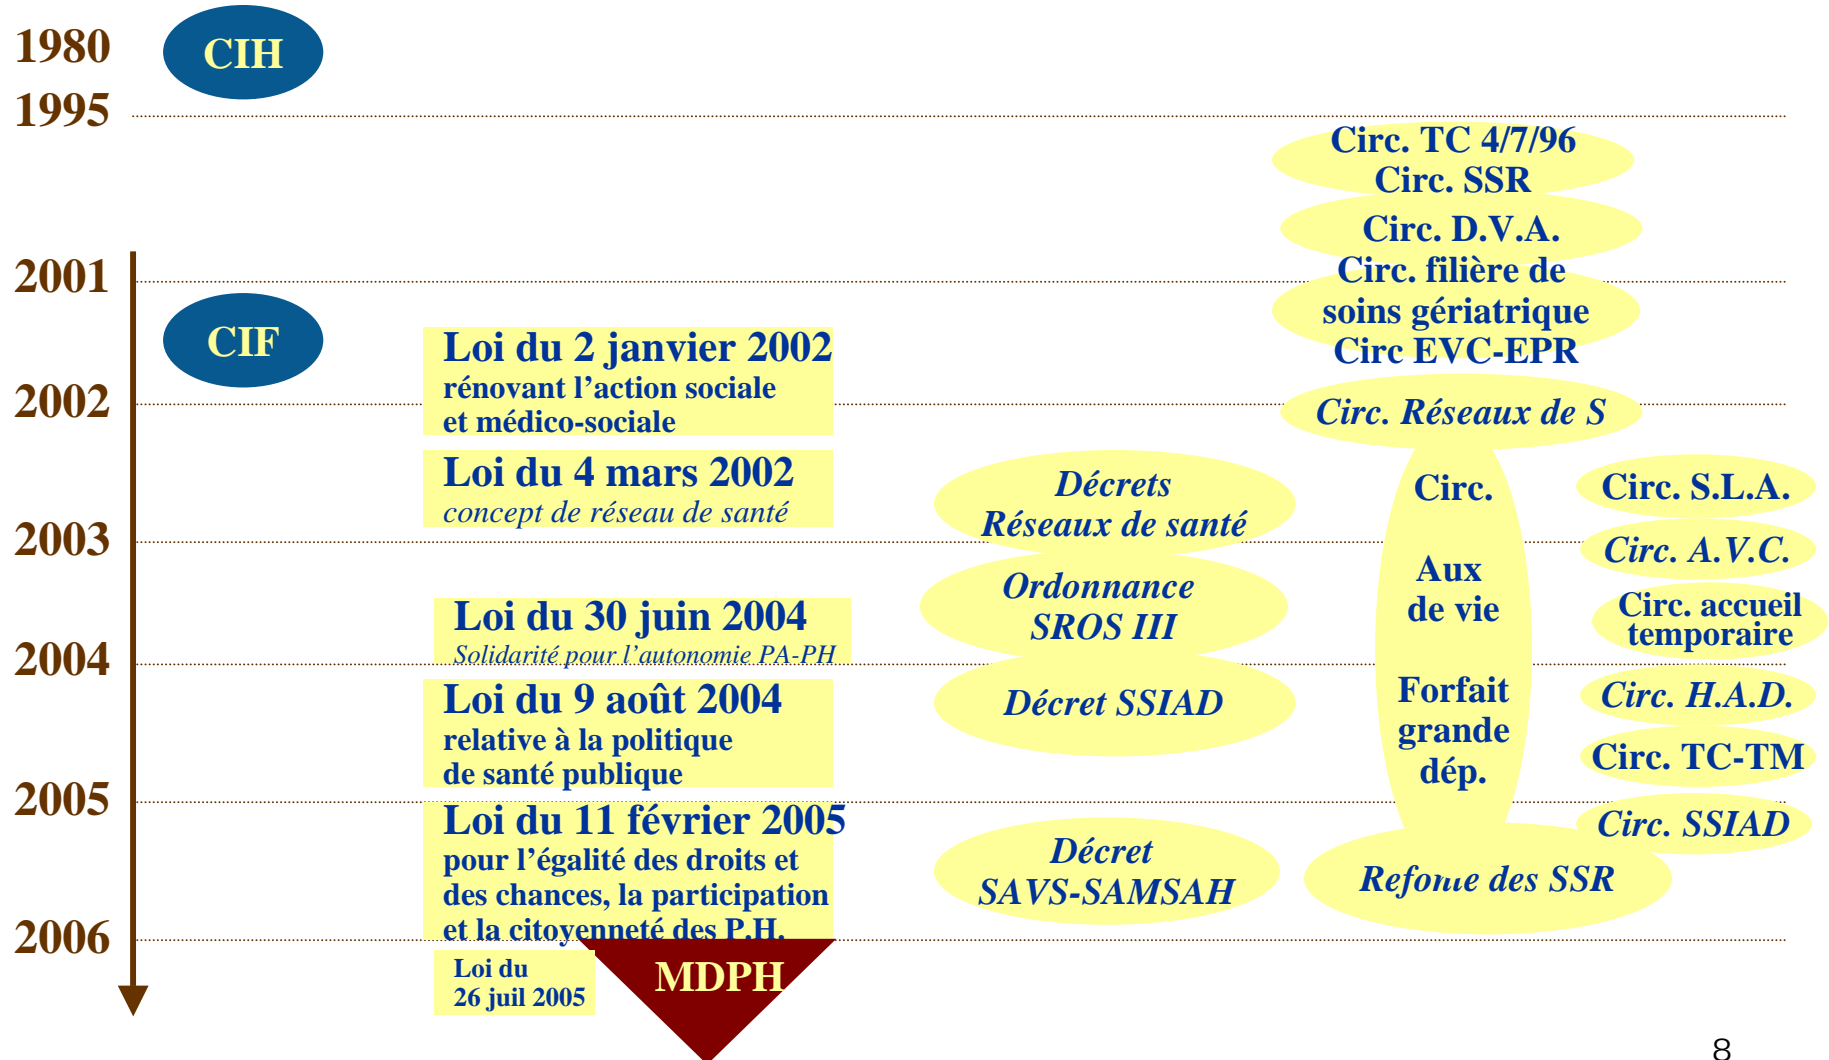 1980
CIH
1995
Circ. TC 4/7/96
Circ. SSR
Circ. D.V.A.
2001
Circ. filière de
soins gériatrique
Circ EVC-EPR
CIF
Loi du 2 janvier 2002
rénovant l’action sociale
et médico-sociale
2002
Circ. Réseaux de S
Loi du 4 mars 2002
concept de réseau de santé
Décrets
Réseaux de santé
Circ.
Aux
de vie
Forfait
grande
dép.
Circ. S.L.A.
2003
Circ. A.V.C.
Ordonnance
SROS III
Circ. accueil
temporaire
Loi du 30 juin 2004
Solidarité pour l’autonomie PA-PH
2004
Loi du 9 août 2004
relative à la politique
de santé publique
Décret SSIAD
Circ. H.A.D.
Circ. TC-TM
2005
Loi du 11 février 2005
pour l’égalité des droits et
des chances, la participation
et la citoyenneté des P.H.
Décret
SAVS-SAMSAH
Circ. SSIAD
des SSR
2006
Loi du
26 juil 2005
MDPH
8